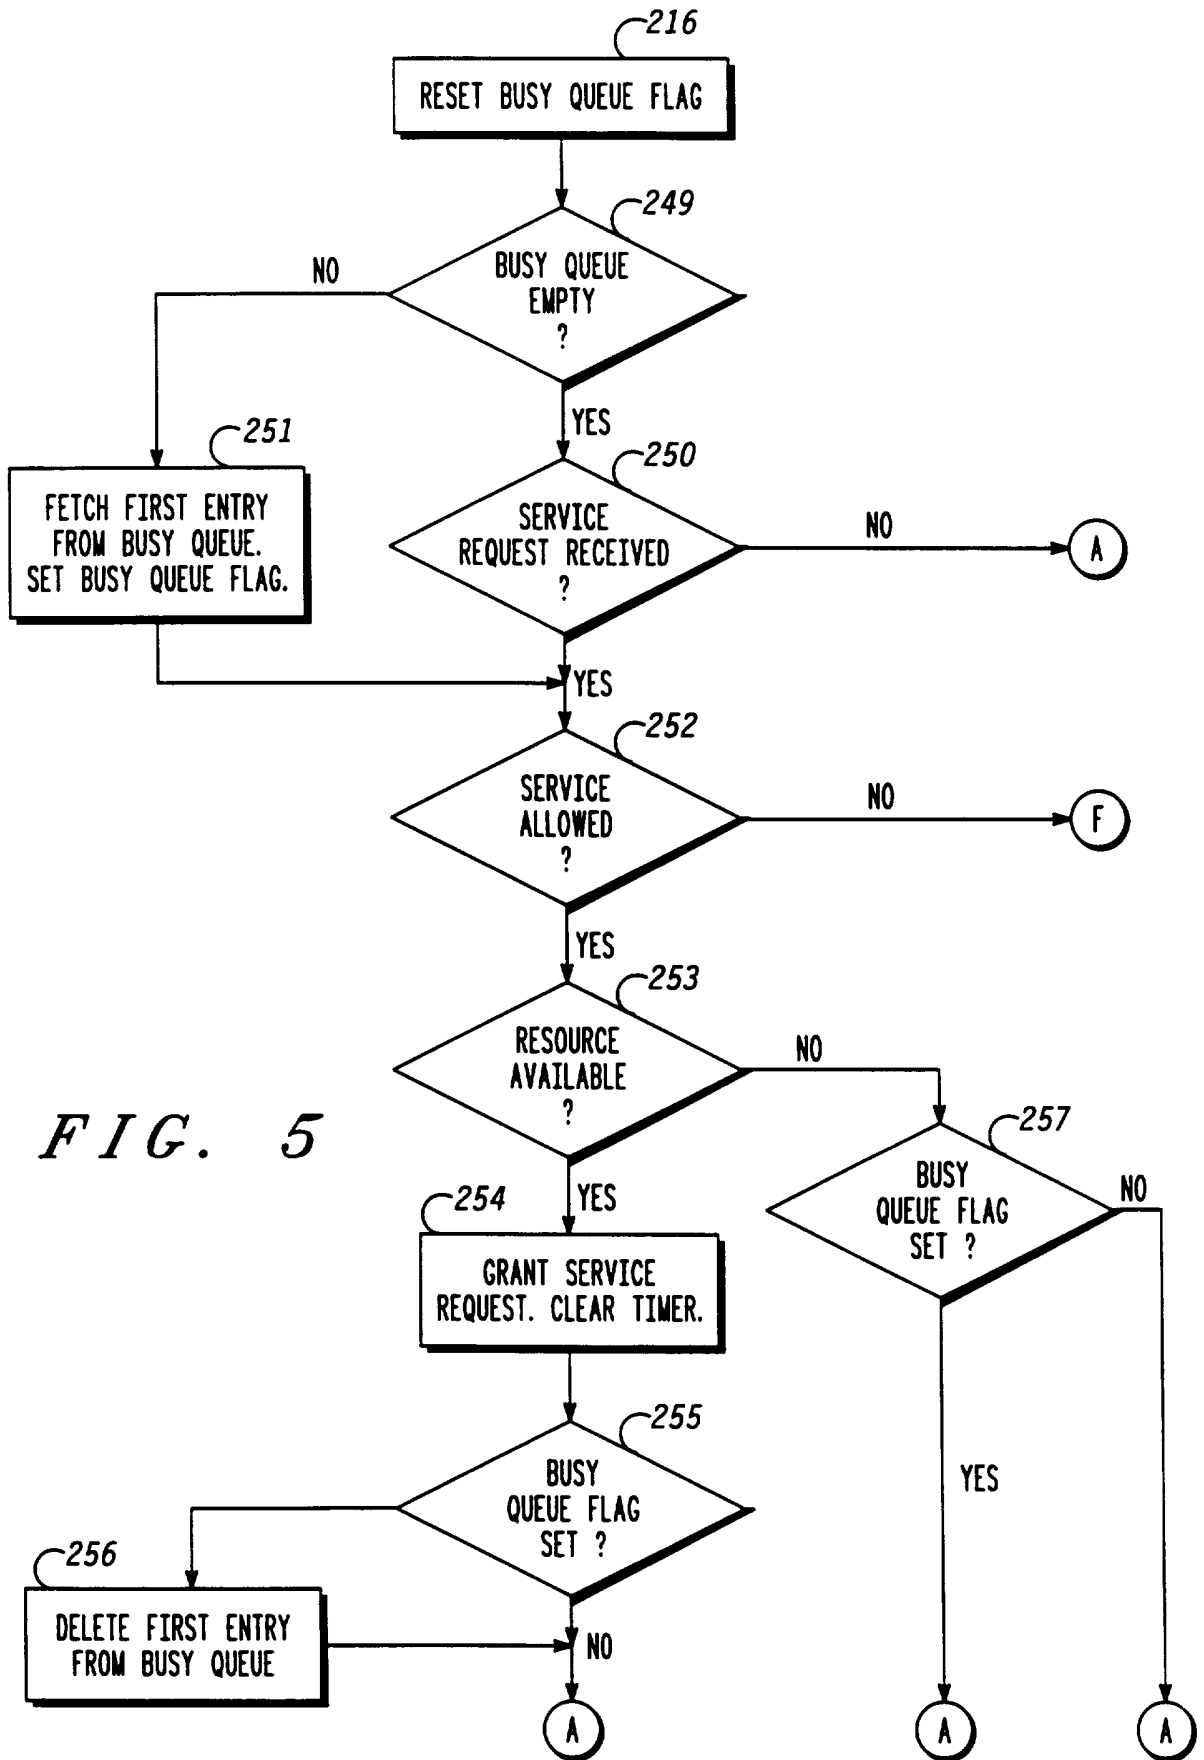 216
RESET BUSY QUEUE FLAG
249
BUSY QUEUE
EMPTY
?
NO
YES
251
FETCH FIRST ENTRY
FROM BUSY QUEUE.
SET BUSY QUEUE FLAG.
250
SERVICE
REQUEST RECEIVED
?
NO
A
YES
252
SERVICE
ALLOWED
?
NO
F
YES
253
RESOURCE
AVAILABLE
?
NO
YES
257
BUSY
QUEUE FLAG
SET ?
NO
YES
FIG. 5
254
GRANT SERVICE
REQUEST. CLEAR TIMER.
255
BUSY
QUEUE FLAG
SET ?
256
DELETE FIRST ENTRY
FROM BUSY QUEUE
NO
A
A
A